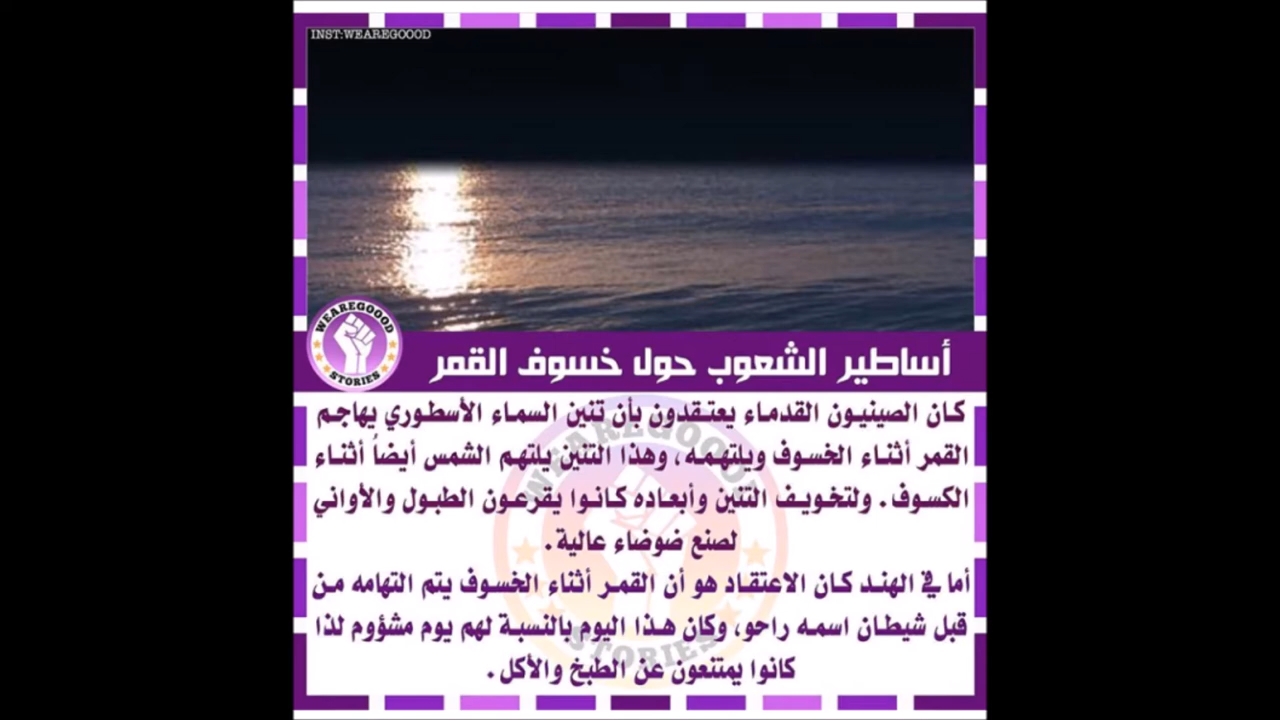 INST:WEAREGOOOD
WEAREGOOOD
STORIES
أساطير الشعوب حول خسوف القمر
كان الصينيون القدماء يعتقدون بأن تنين السماء الأسطوري يهاجم
القمر أثناء الخسوف ويلتهمه، وهذا التنين يلتهم الشمس أيضاً أثناء
الكسوف. ولتخويف التنين وأبعاده كانوا يقرعون الطبول والأواني
لصنع ضوضاء عالية.
أما في الهند كان الاعتقاد هو أن القمر أثناء الخسوف يتم التهامه من
قبل شيطان اسمه راحو، وكان هذا اليوم بالنسبة لهم يوم مشؤوم لذا
كانوا يمتنعون عن الطبخ والأكل.
WEAREGOOOD
STORIES